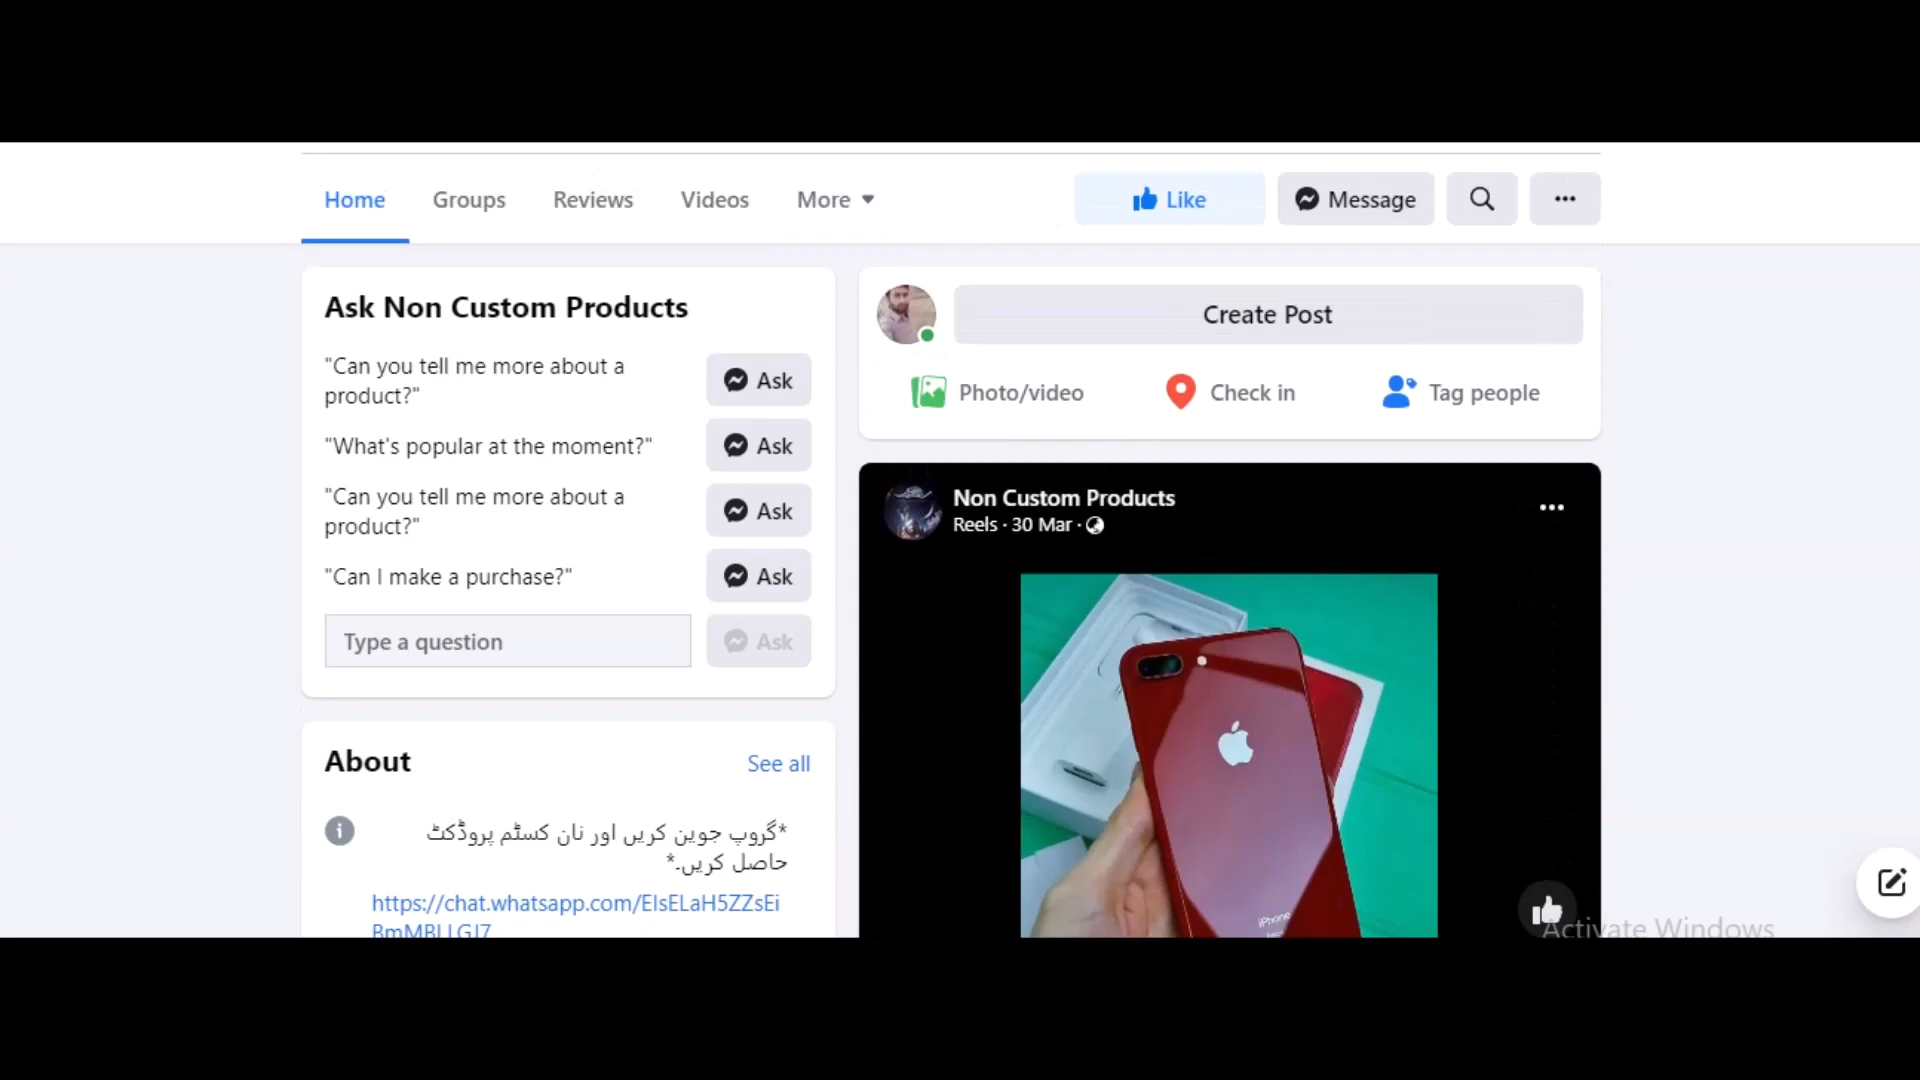 Home Groups Reviews Videos More Like Message
Ask Non Custom Products
"Can you tell me more about a
product?"
Ask
"What's popular at the moment?"
Ask
"Can you tell me more about a
product?"
Ask
"Can I make a purchase?"
Ask
Type a question
Ask
About
See all
*گروپ جوین کریں اور نان کسٹم پروڈکٹ
حاصل کریں۔*
https://chat.whatsapp.com/ElsELaH5ZZsEi
Create Post
Photo/video Check in Tag people
Non Custom Products
Reels · 30 Mar ·
iPhone
Activate Windows